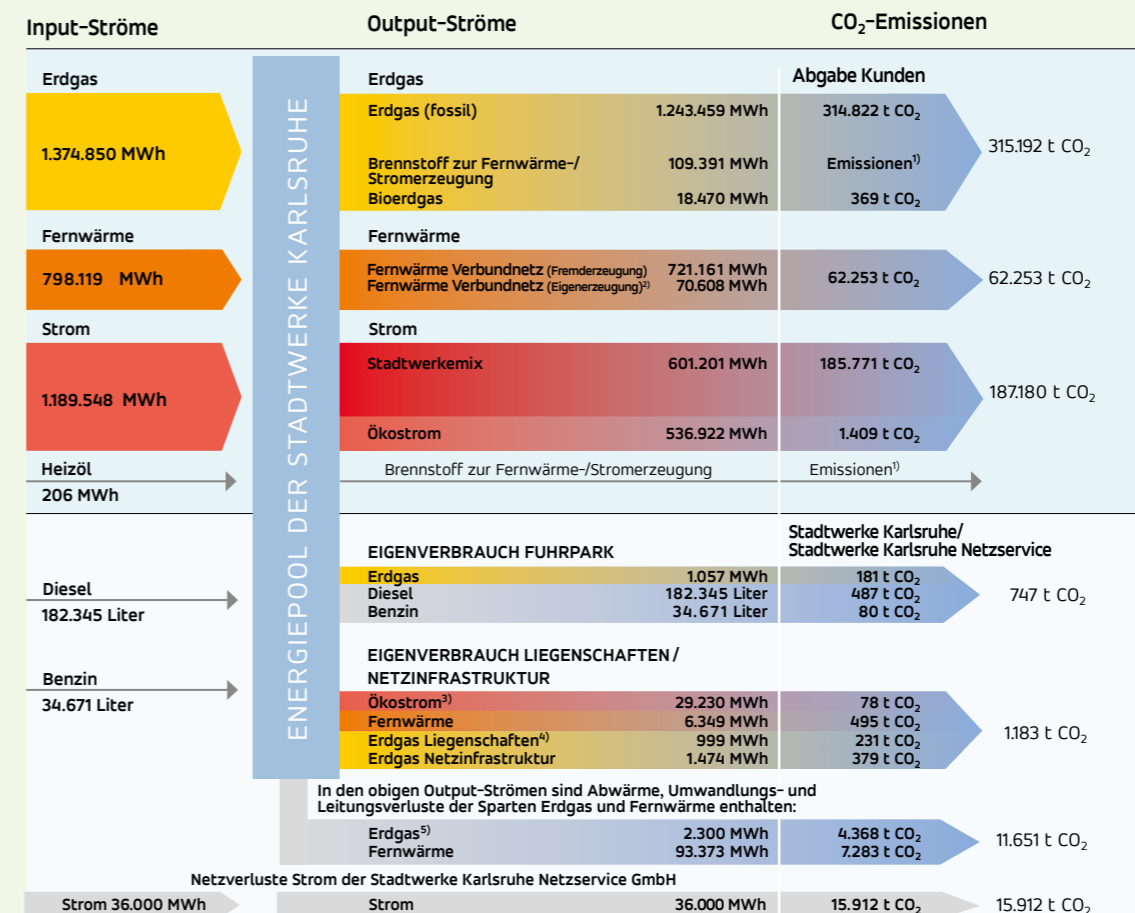 Input-Ströme Output-Ströme CO₂-Emissionen
Erdgas Erdgas Abgabe Kunden
1.374.850 MWh
Erdgas (fossil) 1.243.459 MWh 314.822 t CO₂
315.192 t CO₂
Brennstoff zur Fernwärme-/
Stromerzeugung 109.391 MWh Emissionen¹⁾
Bioerdgas 18.470 MWh 369 t CO₂
Fernwärme Fernwärme
798.119 MWh
Fernwärme Verbundnetz (Fremderzeugung) 721.161 MWh
Fernwärme Verbundnetz (Eigenerzeugung)²⁾ 70.608 MWh
62.253 t CO₂ 62.253 t CO₂
Strom Strom
1.189.548 MWh
Stadtwerkemix 601.201 MWh 185.771 t CO₂
187.180 t CO₂
Ökostrom 536.922 MWh 1.409 t CO₂
Heizöl Brennstoff zur Fernwärme-/Stromerzeugung Emissionen¹⁾
206 MWh
ENERGIEPOOL DER STADTWERKE KARLSRUHE
Stadtwerke Karlsruhe/
Stadtwerke Karlsruhe Netzservice
EIGENVERBRAUCH FUHRPARK
Diesel
182.345 Liter
Erdgas 1.057 MWh 181 t CO₂
Diesel 182.345 Liter 487 t CO₂
Benzin 34.671 Liter 80 t CO₂
747 t CO₂
EIGENVERBRAUCH LIEGENSCHAFTEN /
NETZINFRASTRUKTUR
Benzin
34.671 Liter
Ökostrom³⁾ 29.230 MWh 78 t CO₂
Fernwärme 6.349 MWh 495 t CO₂
Erdgas Liegenschaften⁴⁾ 999 MWh 231 t CO₂
Erdgas Netzinfrastruktur 1.474 MWh 379 t CO₂
1.183 t CO₂
In den obigen Output-Strömen sind Abwärme, Umwandlungs- und
Leitungsverluste der Sparten Erdgas und Fernwärme enthalten:
Erdgas⁵⁾ 2.300 MWh 4.368 t CO₂
Fernwärme 93.373 MWh 7.283 t CO₂
11.651 t CO₂
Netzverluste Strom der Stadtwerke Karlsruhe Netzservice GmbH
Strom 36.000 MWh Strom 36.000 MWh 15.912 t CO₂ 15.912 t CO₂